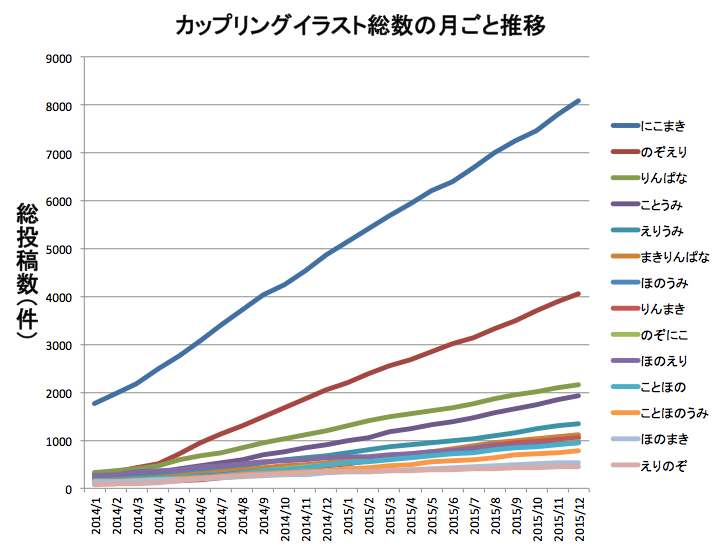 カップリングイラスト総数の月ごと推移
総投稿数(件)
9000
8000
7000
6000
5000
4000
3000
2000
1000
0
2014/1
2014/2
2014/3
2014/4
2014/5
2014/6
2014/7
2014/8
2014/9
2014/10
2014/11
2014/12
2015/1
2015/2
2015/3
2015/4
2015/5
2015/6
2015/7
2015/8
2015/9
2015/10
2015/11
2015/12
にこまき
のぞえり
りんぱな
ことうみ
えりうみ
まきりんぱな
ほのうみ
りんまき
のぞにこ
ほのえり
ことほの
ことほのうみ
ほのまき
えりのぞ